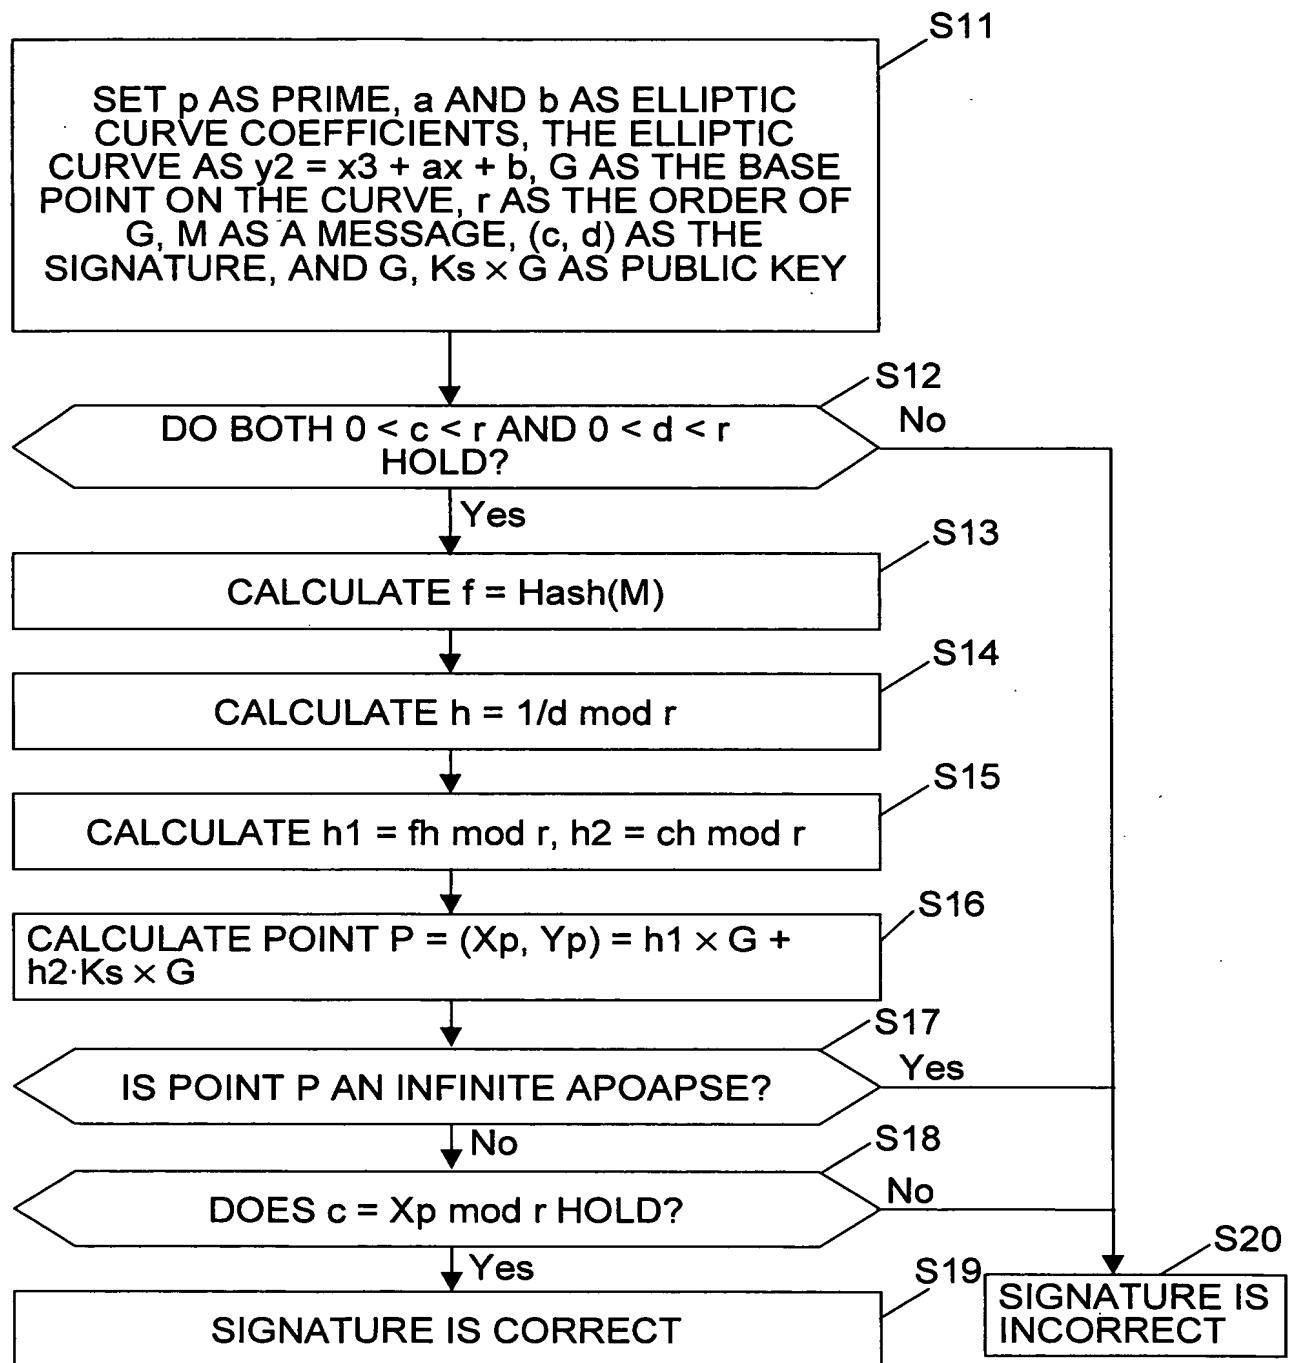 S11
SET p AS PRIME, a AND b AS ELLIPTIC
CURVE COEFFICIENTS, THE ELLIPTIC
CURVE AS y2 = x3 + ax + b, G AS THE BASE
POINT ON THE CURVE, r AS THE ORDER OF
G, M AS A MESSAGE, (c, d) AS THE
SIGNATURE, AND G, Ks × G AS PUBLIC KEY
S12
DO BOTH 0 < c < r AND 0 < d < r
HOLD?
No
Yes
S13
CALCULATE f = Hash(M)
S14
CALCULATE h = 1/d mod r
S15
CALCULATE h1 = fh mod r, h2 = ch mod r
S16
CALCULATE POINT P = (Xp, Yp) = h1 × G +
h2·Ks × G
S17
IS POINT P AN INFINITE APOAPSE?
Yes
No
S18
DOES c = Xp mod r HOLD?
No
Yes
S19
SIGNATURE IS CORRECT
S20
SIGNATURE IS
INCORRECT